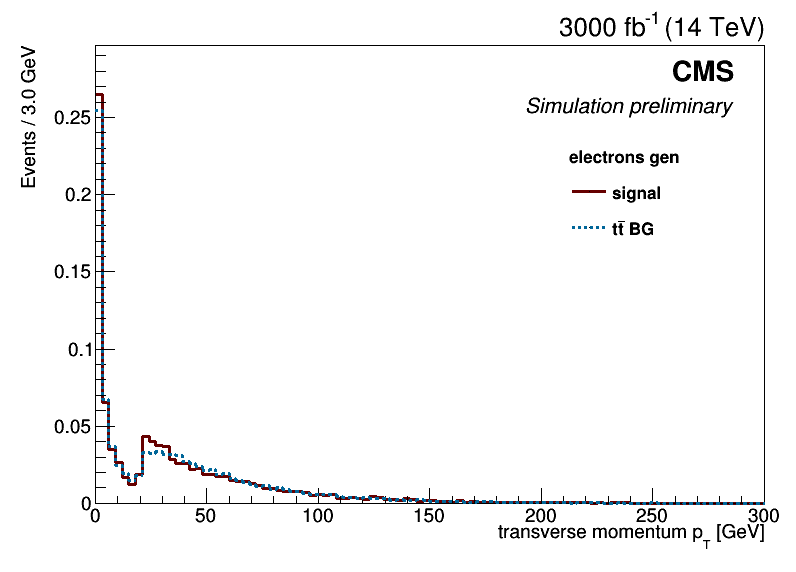 3000 fb⁻¹ (14 TeV)
CMS
Simulation preliminary
Events / 3.0 GeV
electrons gen
signal
tt̄ BG
0.25
0.2
0.15
0.1
0.05
0
0 50 100 150 200 250 300
transverse momentum p_T [GeV]